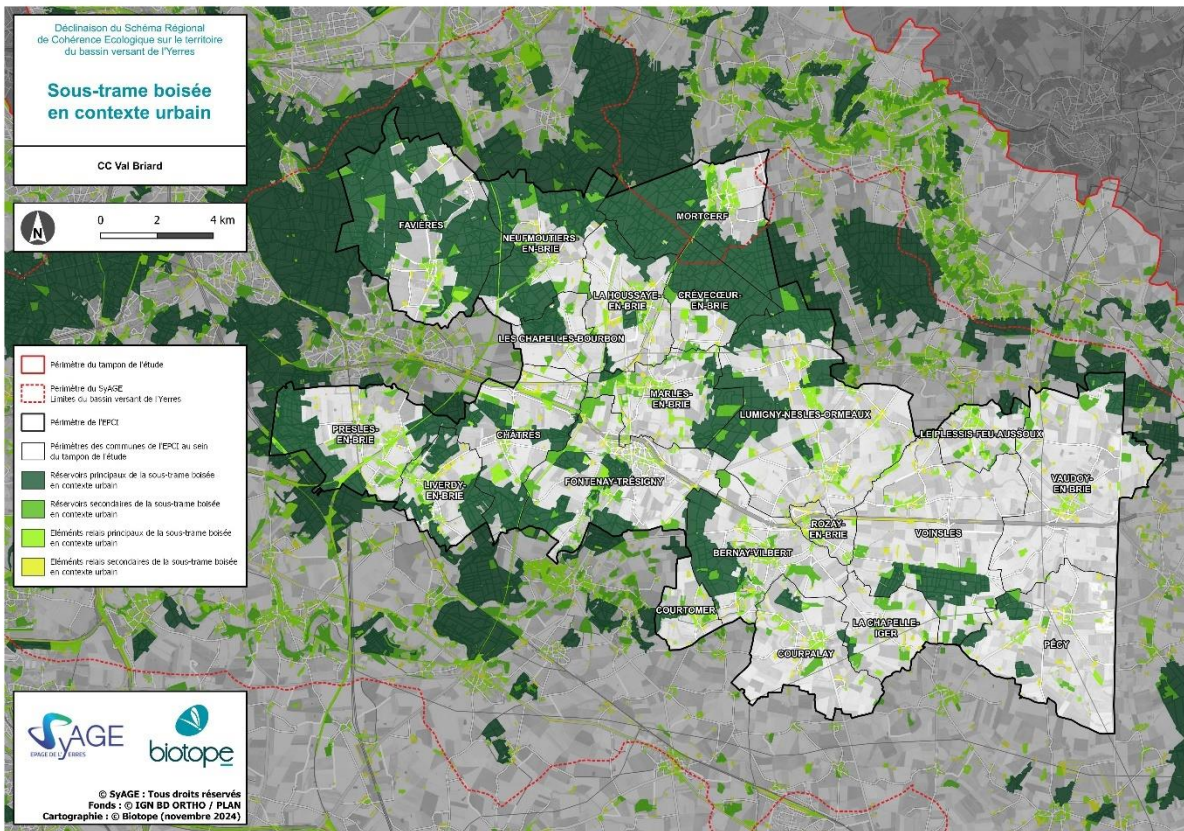 Déclinaison du Schéma Régional
de Cohérence Ecologique sur le territoire
du bassin versant de l'Yerres
Sous-trame boisée
en contexte urbain
CC Val Briard
N
0 2 4 km
Périmètre du tampon de l'étude
Périmètre du SyAGE
Limites du bassin versant de l'Yerres
Périmètre de l'EPCI
Périmètres des communes de l'EPCI au sein
du tampon de l'étude
Réservoirs principaux de la sous-trame boisée
en contexte urbain
Réservoirs secondaires de la sous-trame boisée
en contexte urbain
Eléments relais principaux de la sous-trame boisée
en contexte urbain
Eléments relais secondaires de la sous-trame boisée
en contexte urbain
FAVIÈRES
MORTCERF
NEUFMOUTIERS-
EN-BRIE
LA HOUSSAYE-
EN-BRIE
CRÈVECŒUR-
EN-BRIE
LES CHAPELLES-BOURBON
MARLES-
EN-BRIE
LUMIGNY-NESLES-ORMEAUX
PRESLES-
EN-BRIE
CHÂTRES
LE PLESSIS-FEU-AUSSOUX
LIVERDY-
EN-BRIE
FONTENAY-TRÉSIGNY
VAUDOY-
EN-BRIE
ROZAY-
EN-BRIE
VOINSLES
BERNAY-VILBERT
COURTOMER
LA CHAPELLE-
IGER
COURPALAY
PÉCY
SyAGE
EPAGE DE L'YERRES
biotope
© SyAGE : Tous droits réservés
Fonds : © IGN BD ORTHO / PLAN
Cartographie : © Biotope (novembre 2024)